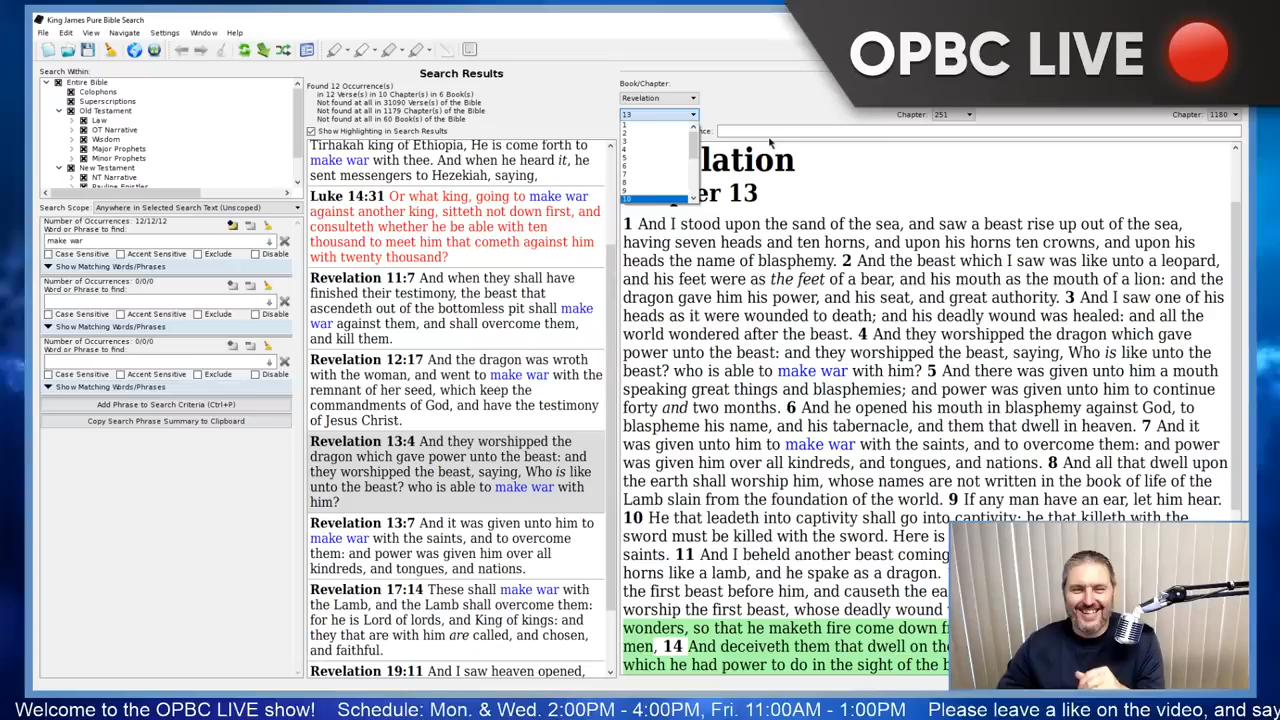 King James Pure Bible Search
File Edit View Navigate Settings Window Help
OPBC LIVE
Search Within:
Entire Bible
Colophons
Superscriptions
Old Testament
Law
OT Narrative
Wisdom
Major Prophets
Minor Prophets
New Testament
NT Narrative
Pauline Epistles
Search Scope: Anywhere in Selected Search Text (Unscoped)
Number of Occurrences: 12/12/12
Word or Phrase to find:
make war
Case Sensitive Accent Sensitive Exclude Disable
Show Matching Words/Phrases
Number of Occurrences: 0/0/0
Word or Phrase to find:
Case Sensitive Accent Sensitive Exclude Disable
Show Matching Words/Phrases
Number of Occurrences: 0/0/0
Word or Phrase to find:
Case Sensitive Accent Sensitive Exclude Disable
Show Matching Words/Phrases
Add Phrase to Search Criteria (Ctrl+P)
Copy Search Phrase Summary to Clipboard
Search Results
Found 12 Occurrence(s)
in 12 Verse(s) in 10 Chapter(s) in 6 Book(s)
Not found at all in 31090 Verse(s) of the Bible
Not found at all in 1179 Chapter(s) of the Bible
Not found at all in 60 Book(s) of the Bible
Show Highlighting in Search Results
Tirhakah king of Ethiopia, He is come forth to
make war with thee. And when he heard it, he
sent messengers to Hezekiah, saying,
Luke 14:31 Or what king, going to make war
against another king, sitteth not down first, and
consulteth whether he be able with ten
thousand to meet him that cometh against him
with twenty thousand?
Revelation 11:7 And when they shall have
finished their testimony, the beast that
ascendeth out of the bottomless pit shall make
war against them, and shall overcome them,
and kill them.
Revelation 12:17 And the dragon was wroth
with the woman, and went to make war with the
remnant of her seed, which keep the
commandments of God, and have the testimony
of Jesus Christ.
Revelation 13:4 And they worshipped the
dragon which gave power unto the beast: and
they worshipped the beast, saying, Who is like
unto the beast? who is able to make war with
him?
Revelation 13:7 And it was given unto him to
make war with the saints, and to overcome
them: and power was given him over all
kindreds, and tongues, and nations.
Revelation 17:14 These shall make war with
the Lamb, and the Lamb shall overcome them:
for he is Lord of lords, and King of kings: and
they that are with him are called, and chosen,
and faithful.
Revelation 19:11 And I saw heaven opened,
Book/Chapter:
Revelation
13 Chapter: 251 Chapter: 1180
1
2
3
4
5
6
7
8
9
10
lation
er 13
1 And I stood upon the sand of the sea, and saw a beast rise up out of the sea,
having seven heads and ten horns, and upon his horns ten crowns, and upon his
heads the name of blasphemy. 2 And the beast which I saw was like unto a leopard,
and his feet were as the feet of a bear, and his mouth as the mouth of a lion: and the
dragon gave him his power, and his seat, and great authority. 3 And I saw one of his
heads as it were wounded to death; and his deadly wound was healed: and all the
world wondered after the beast. 4 And they worshipped the dragon which gave
power unto the beast: and they worshipped the beast, saying, Who is like unto the
beast? who is able to make war with him? 5 And there was given unto him a mouth
speaking great things and blasphemies; and power was given unto him to continue
forty and two months. 6 And he opened his mouth in blasphemy against God, to
blaspheme his name, and his tabernacle, and them that dwell in heaven. 7 And it
was given unto him to make war with the saints, and to overcome them: and power
was given him over all kindreds, and tongues, and nations. 8 And all that dwell upon
the earth shall worship him, whose names are not written in the book of life of the
Lamb slain from the foundation of the world. 9 If any man have an ear, let him hear.
10 He that leadeth into captivity shall go into captivity: he that killeth with the
sword must be killed with the sword. Here is
saints. 11 And I beheld another beast coming
horns like a lamb, and he spake as a dragon.
the first beast before him, and causeth the ea
worship the first beast, whose deadly wound
wonders, so that he maketh fire come down f
men, 14 And deceiveth them that dwell on the
which he had power to do in the sight of the b
Welcome to the OPBC LIVE show! Schedule: Mon. & Wed. 2:00PM - 4:00PM, Fri. 11:00AM - 1:00PM Please leave a like on the video, and say